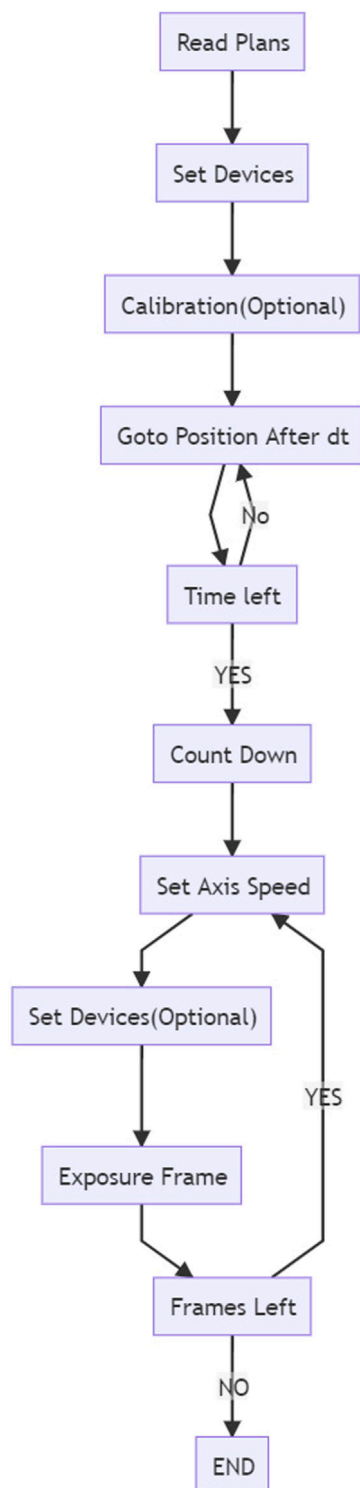 Read Plans
Set Devices
Calibration(Optional)
Goto Position After dt
No
Time left
YES
Count Down
Set Axis Speed
Set Devices(Optional)
YES
Exposure Frame
Frames Left
NO
END